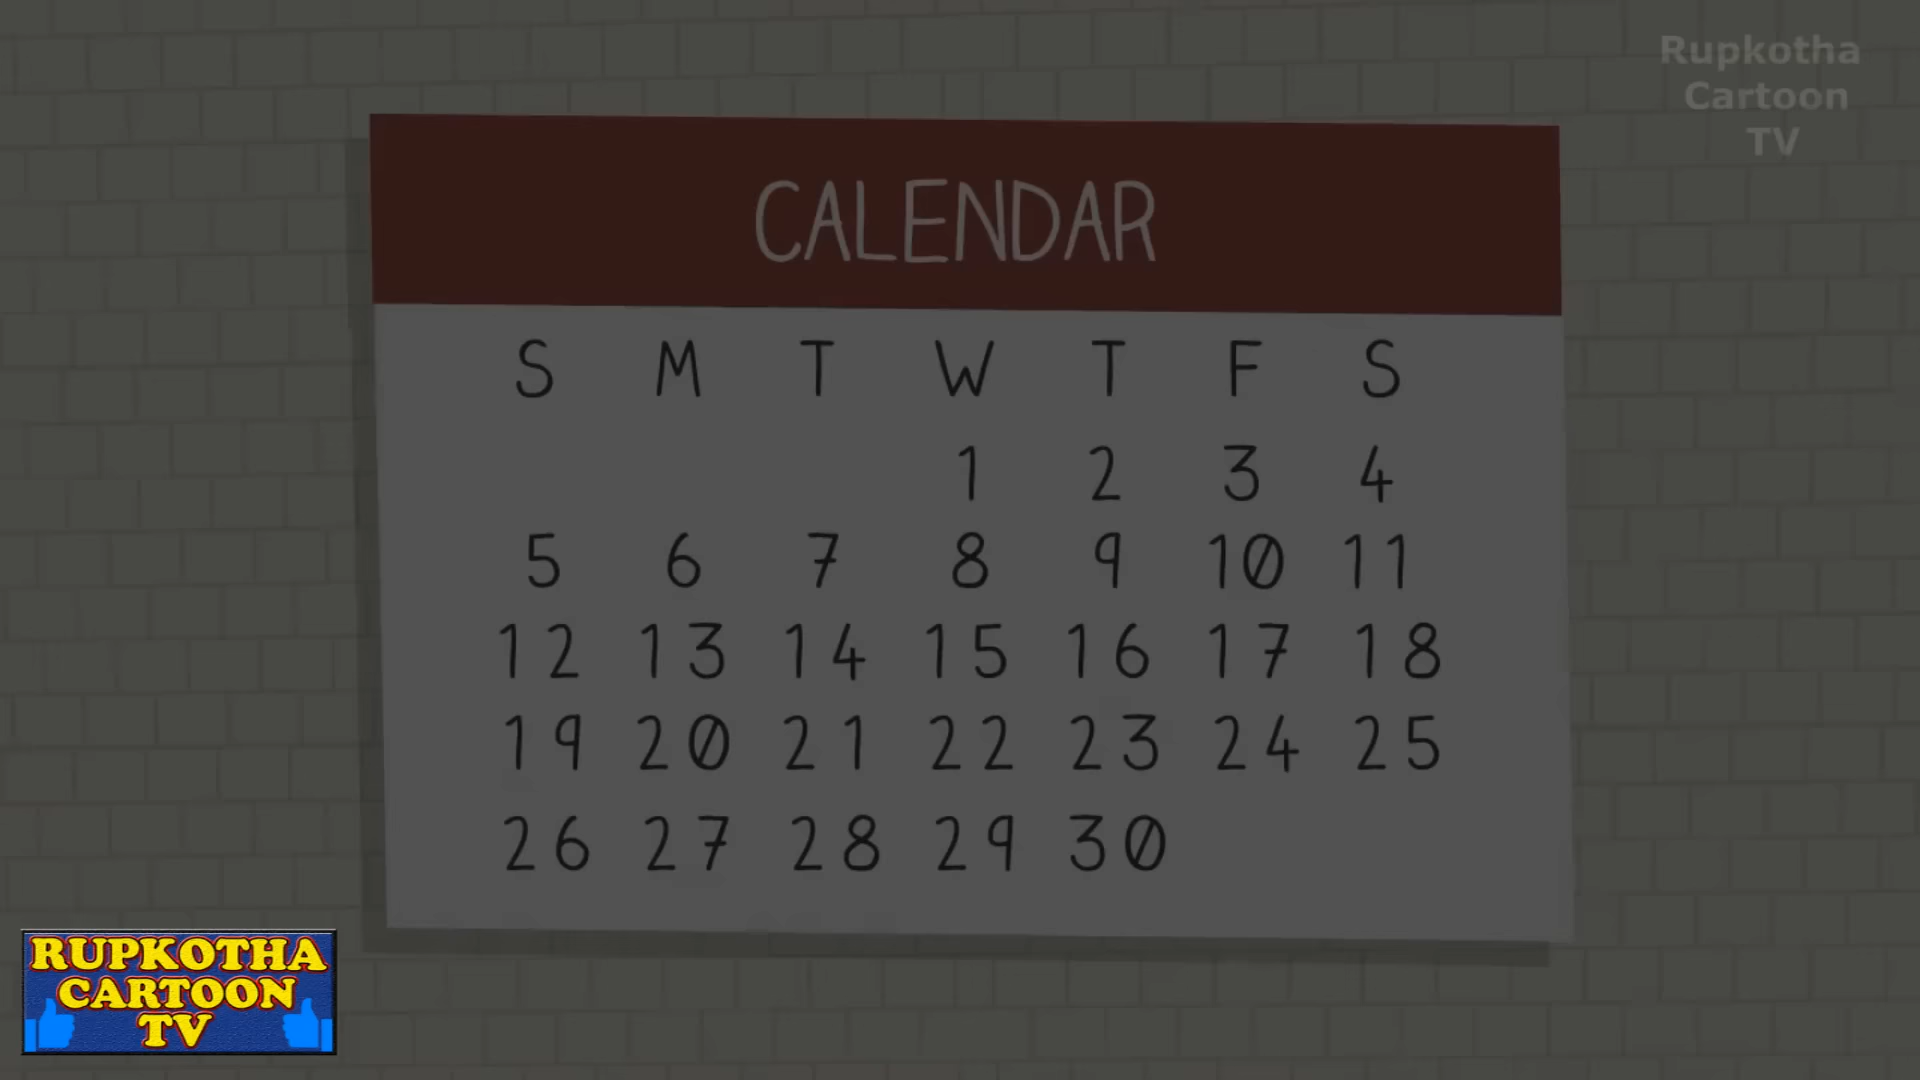 Rupkotha
Cartoon
TV
CALENDAR
S M T W T F S
1 2 3 4
5 6 7 8 9 10 11
12 13 14 15 16 17 18
19 20 21 22 23 24 25
26 27 28 29 30
RUPKOTHA
CARTOON
TV